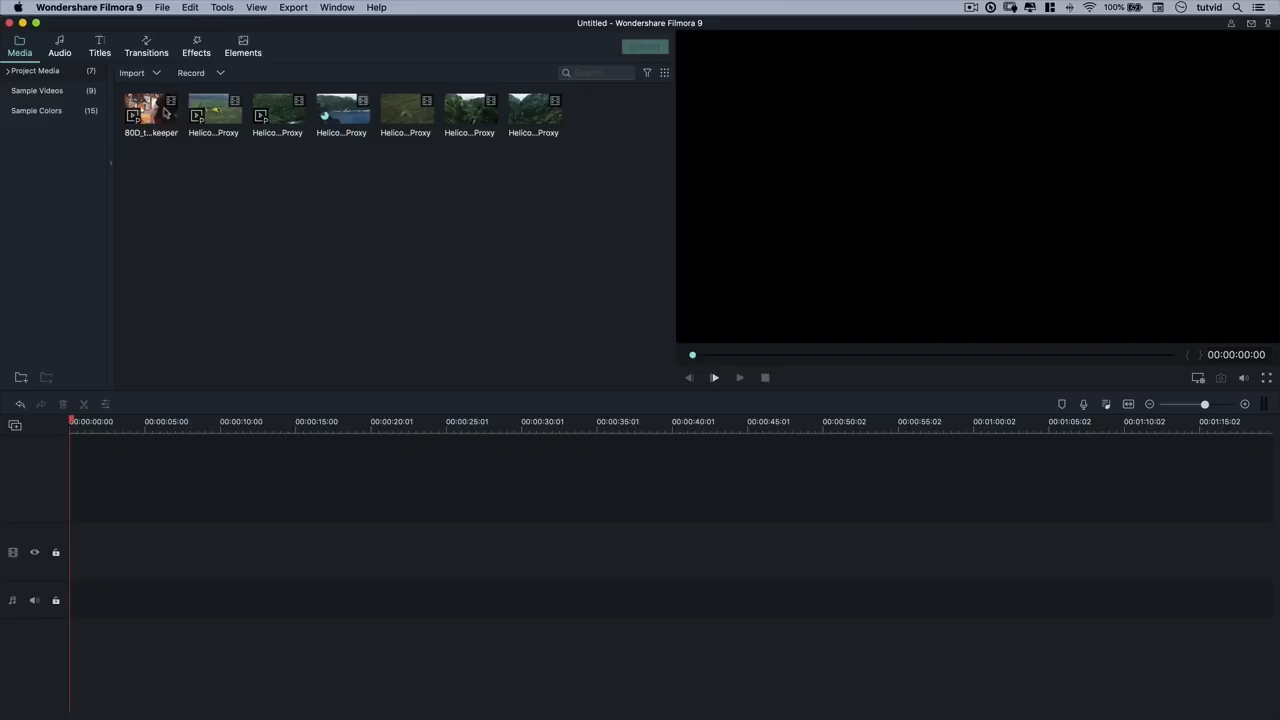 Wondershare Filmora 9 File Edit Tools View Export Window Help 100% tutvid
Untitled - Wondershare Filmora 9
Media Audio Titles Transitions Effects Elements
Project Media (7) Import Record
Sample Videos (9)
Sample Colors (15)
80D_t...keeper Helico...Proxy Helico...Proxy Helico...Proxy Helico...Proxy Helico...Proxy Helico...Proxy
00:00:00:00
00:00:00:00 00:00:05:00 00:00:10:00 00:00:15:00 00:00:20:01 00:00:25:01 00:00:30:01 00:00:35:01 00:00:40:01 00:00:45:01 00:00:50:02 00:00:55:02 00:01:00:02 00:01:05:02 00:01:10:02 00:01:15:02